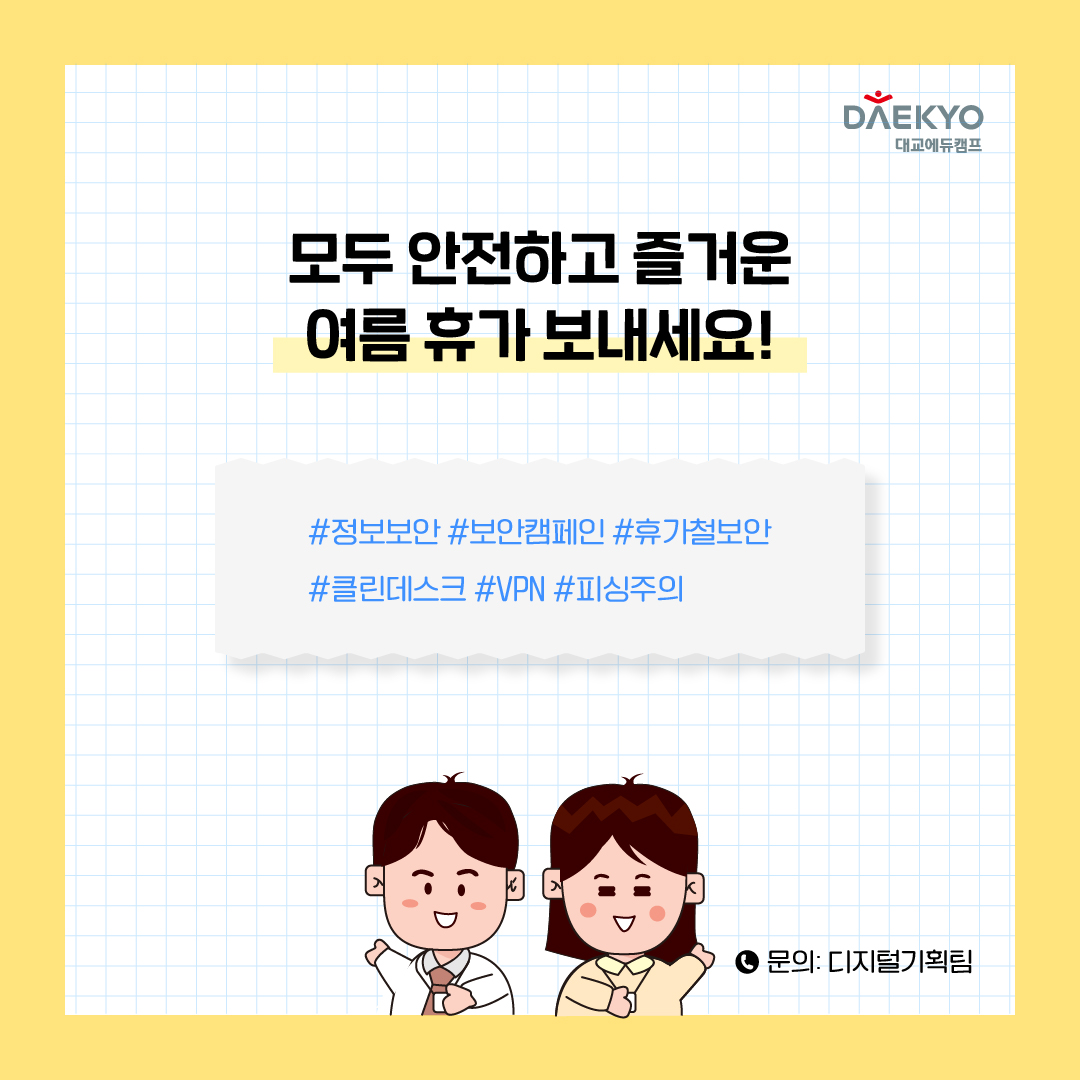 DAEKYO
대교에듀캠프
모두 안전하고 즐거운
여름 휴가 보내세요!
#정보보안 #보안캠페인 #휴가철보안
#클린데스크 #VPN #피싱주의
문의: 디지털기획팀